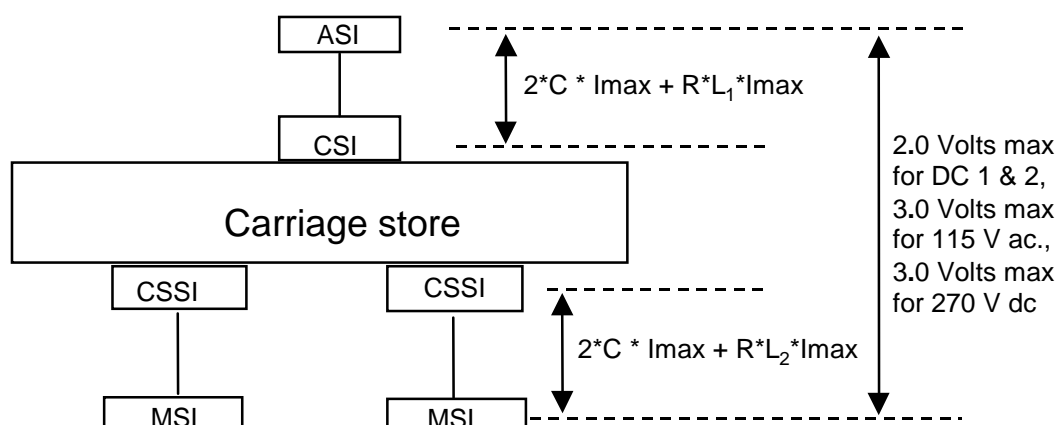 ASI
2*C * Imax + R*L₁*Imax
CSI
2.0 Volts max
for DC 1 & 2,
3.0 Volts max
for 115 V ac.,
3.0 Volts max
for 270 V dc
Carriage store
CSSI
CSSI
2*C * Imax + R*L₂*Imax
MSI
MSI